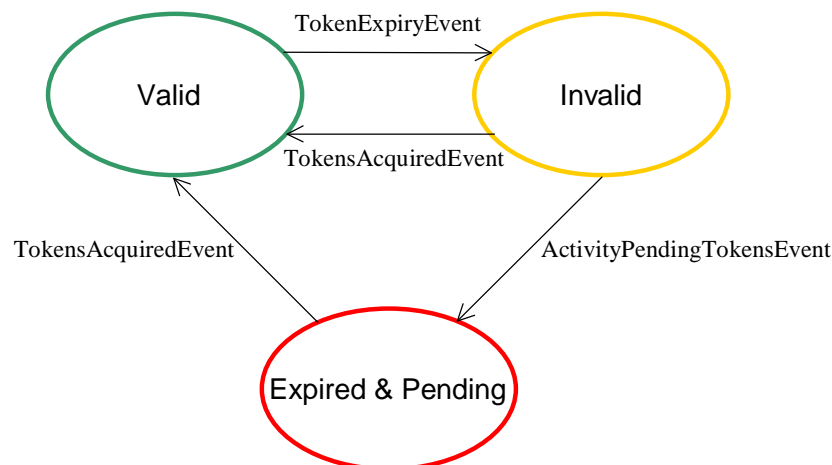 TokenExpiryEvent
Valid
Invalid
TokensAcquiredEvent
TokensAcquiredEvent
ActivityPendingTokensEvent
Expired & Pending